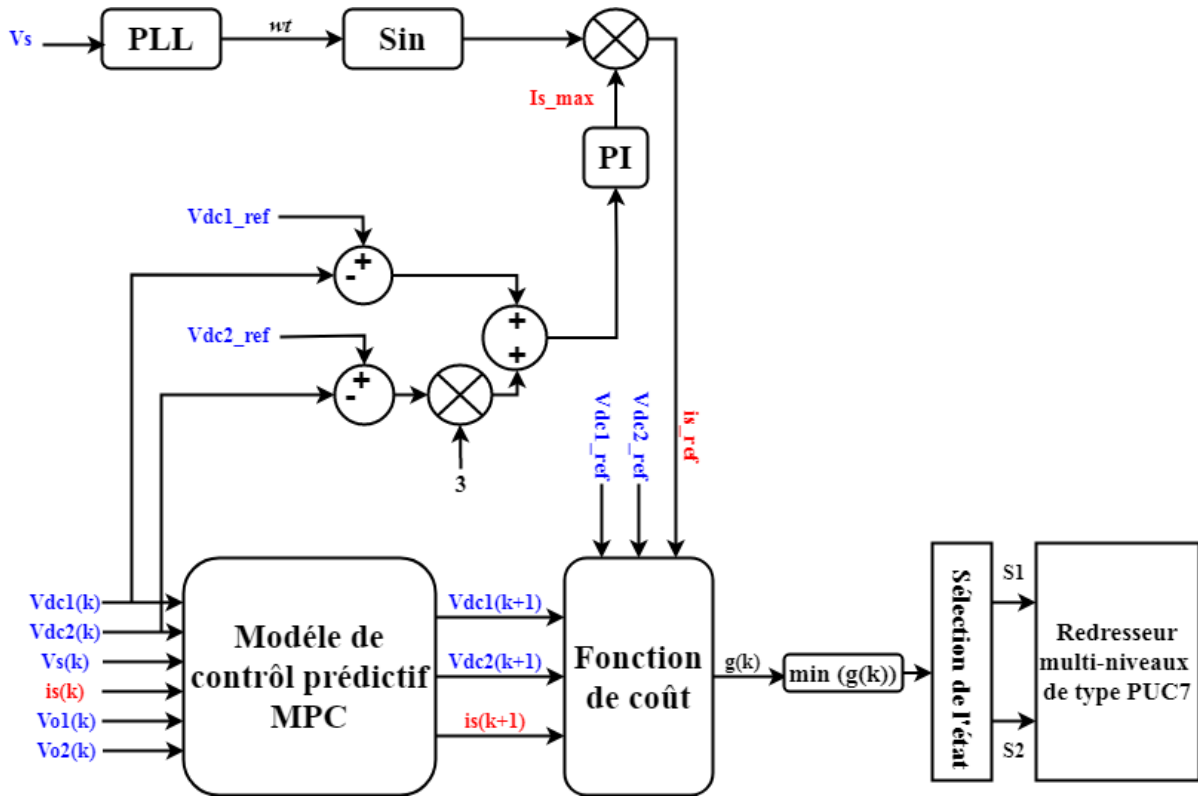 Vs
PLL
wt
Sin
Is_max
PI
Vdc1_ref
+
-
+
+
Vdc2_ref
+
-
3
Vdc1_ref
Vdc2_ref
is_ref
Vdc1(k)
Vdc2(k)
Vs(k)
is(k)
Vo1(k)
Vo2(k)
Modéle de
contrôl prédictif
MPC
Vdc1(k+1)
Vdc2(k+1)
is(k+1)
Fonction
de coût
g(k)
min (g(k))
Sélection de l'état
S1
S2
Redresseur
multi-niveaux
de type PUC7